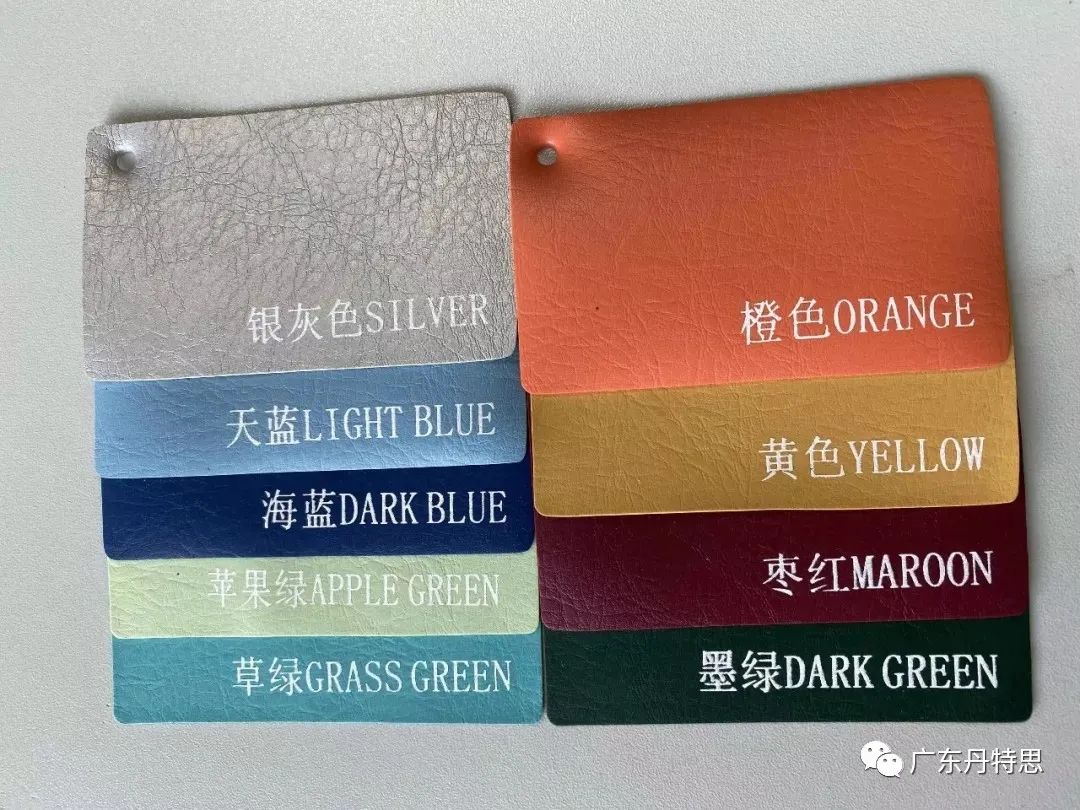 银灰色SILVER
天蓝LIGHT BLUE
海蓝DARK BLUE
苹果绿APPLE GREEN
草绿GRASS GREEN
橙色ORANGE
黄色YELLOW
枣红MAROON
墨绿DARK GREEN
广东丹特思